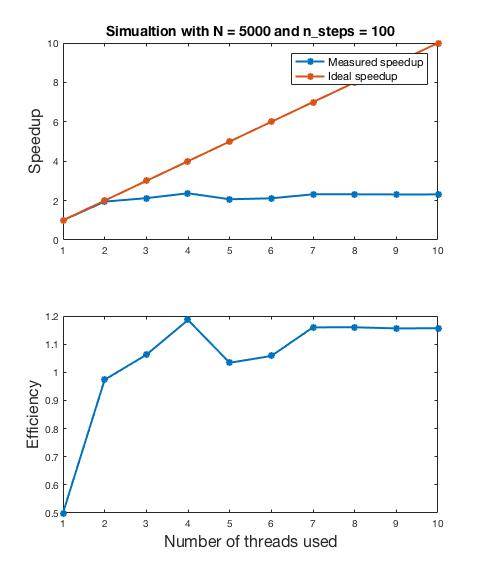 Simualtion with N = 5000 and n_steps = 100
Speedup
10
8
6
4
2
0
Measured speedup
Ideal speedup
1 2 3 4 5 6 7 8 9 10
Efficiency
1.2
1.1
1
0.9
0.8
0.7
0.6
0.5
1 2 3 4 5 6 7 8 9 10
Number of threads used